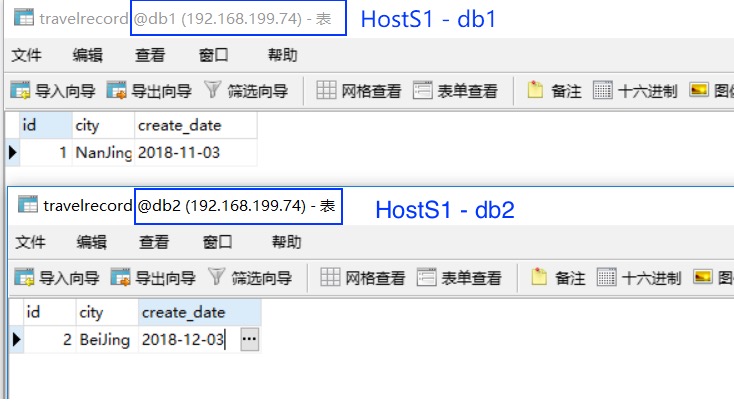 travelrecord @db1 (192.168.199.74) - 表 HostS1 - db1
文件 编辑 查看 窗口 帮助
导入向导 导出向导 筛选向导 网格查看 表单查看 备注 十六进制
id city create_date
1 NanJing 2018-11-03
travelrecord @db2 (192.168.199.74) - 表 HostS1 - db2
文件 编辑 查看 窗口 帮助
导入向导 导出向导 筛选向导 网格查看 表单查看 备注 十六进制 图
id city create_date
2 BeiJing 2018-12-03 ...